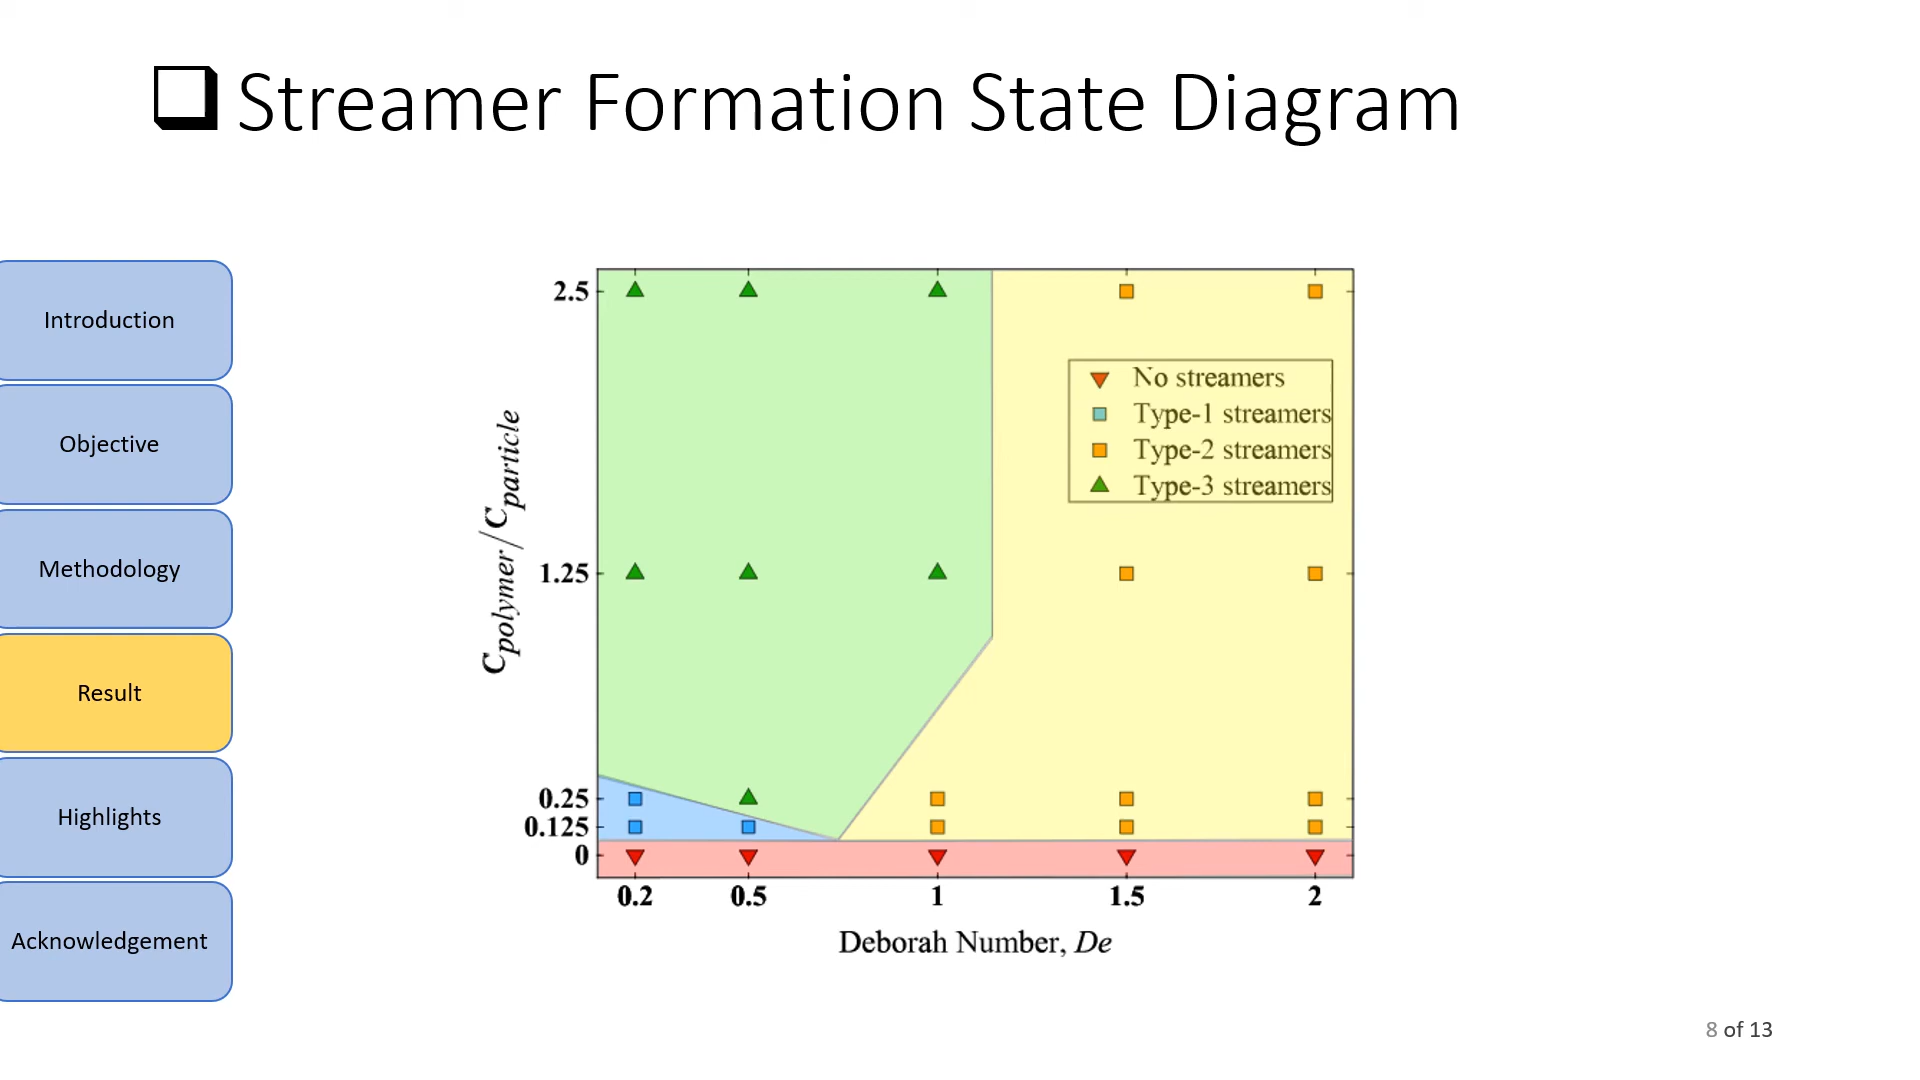 Streamer Formation State Diagram
Introduction
Objective
Methodology
Result
Highlights
Acknowledgement
Cpolymer/Cparticle
2.5
1.25
0.25
0.125
0
No streamers
Type-1 streamers
Type-2 streamers
Type-3 streamers
0.2 0.5 1 1.5 2
Deborah Number, De
8 of 13